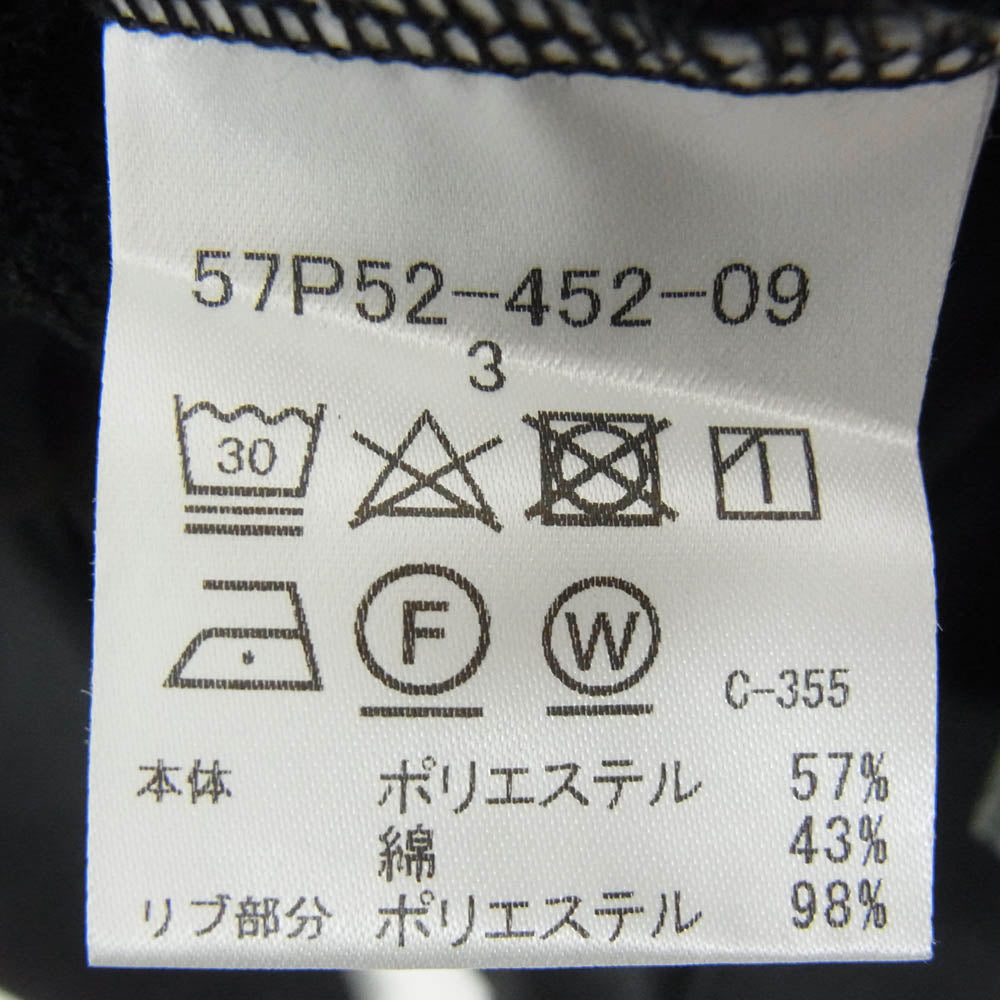 57P52-452-09
3
30
F W C-355
本体 ポリエステル 57%
綿 43%
リブ部分 ポリエステル 98%